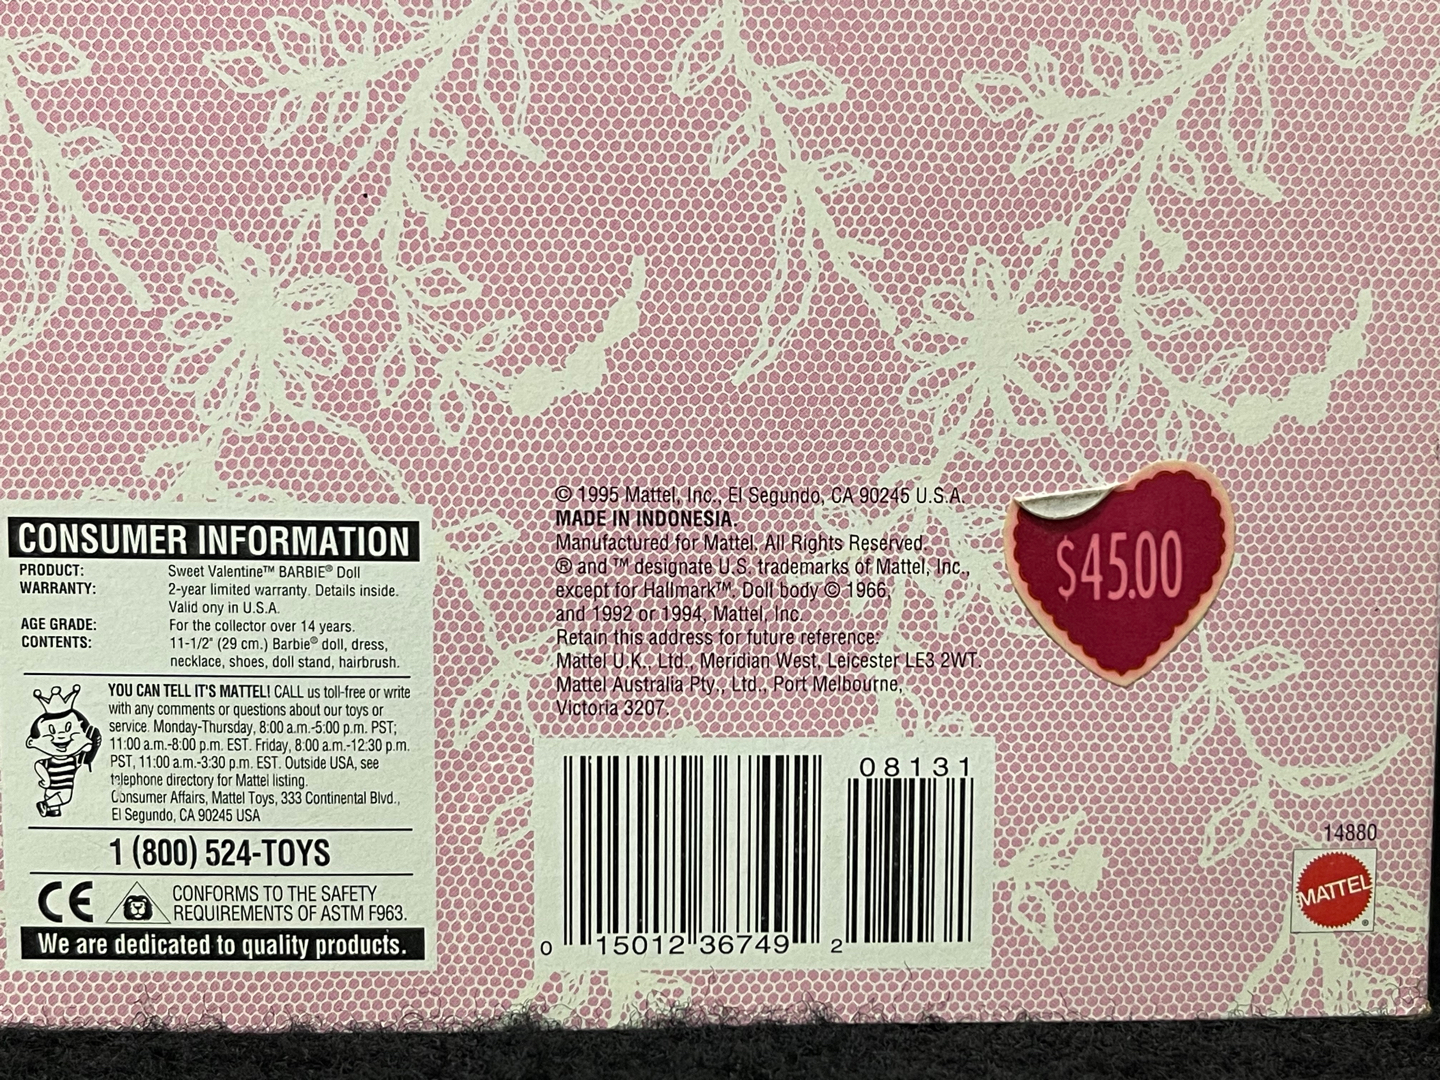 CONSUMER INFORMATION
PRODUCT: Sweet Valentine™ BARBIE® Doll
WARRANTY: 2-year limited warranty. Details inside.
Valid ony in U.S.A.
AGE GRADE: For the collector over 14 years.
CONTENTS: 11-1/2" (29 cm.) Barbie® doll, dress,
necklace, shoes, doll stand, hairbrush.
YOU CAN TELL IT'S MATTEL! CALL us toll-free or write
with any comments or questions about our toys or
service. Monday-Thursday, 8:00 a.m.-5:00 p.m. PST;
11:00 a.m.-8:00 p.m. EST. Friday, 8:00 a.m.-12:30 p.m.
PST, 11:00 a.m.-3:30 p.m. EST. Outside USA, see
telephone directory for Mattel listing.
Consumer Affairs, Mattel Toys, 333 Continental Blvd.,
El Segundo, CA 90245 USA
1 (800) 524-TOYS
CE CONFORMS TO THE SAFETY
REQUIREMENTS OF ASTM F963.
We are dedicated to quality products.
© 1995 Mattel, Inc., El Segundo, CA 90245 U.S.A.
MADE IN INDONESIA.
Manufactured for Mattel. All Rights Reserved.
® and ™ designate U.S. trademarks of Mattel, Inc.,
except for Hallmark™. Doll body © 1966,
and 1992 or 1994, Mattel, Inc.
Retain this address for future reference:
Mattel U.K., Ltd., Meridian West, Leicester LE3 2WT.
Mattel Australia Pty., Ltd., Port Melbourne,
Victoria 3207.
$45.00
08131
0 15012 36749 2
14880
MATTEL®